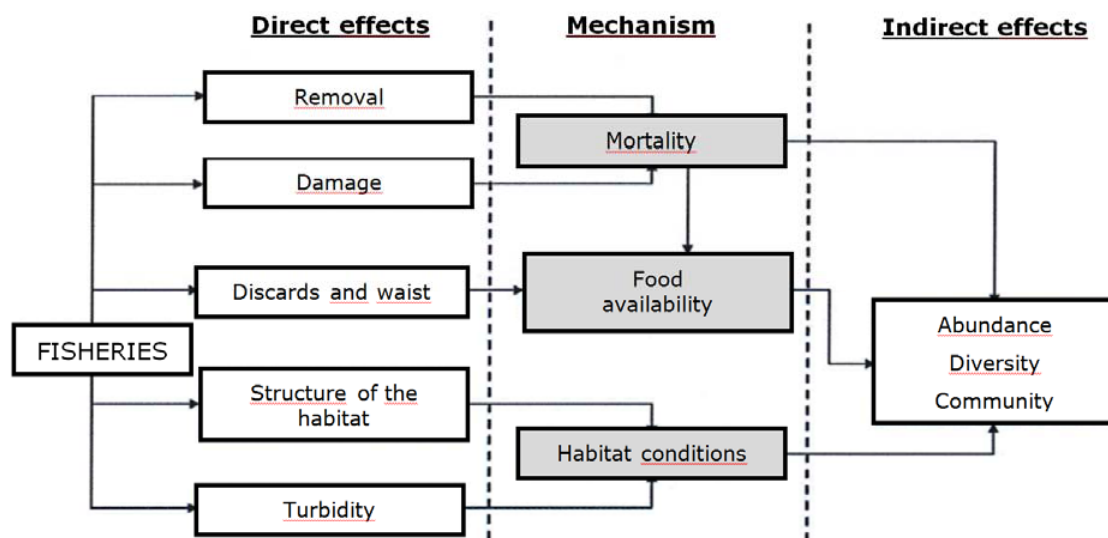 Direct effects
Mechanism
Indirect effects
Removal
Mortality
Damage
Food
availability
Discards and waist
Abundance
Diversity
Community
FISHERIES
Structure of the
habitat
Habitat conditions
Turbidity